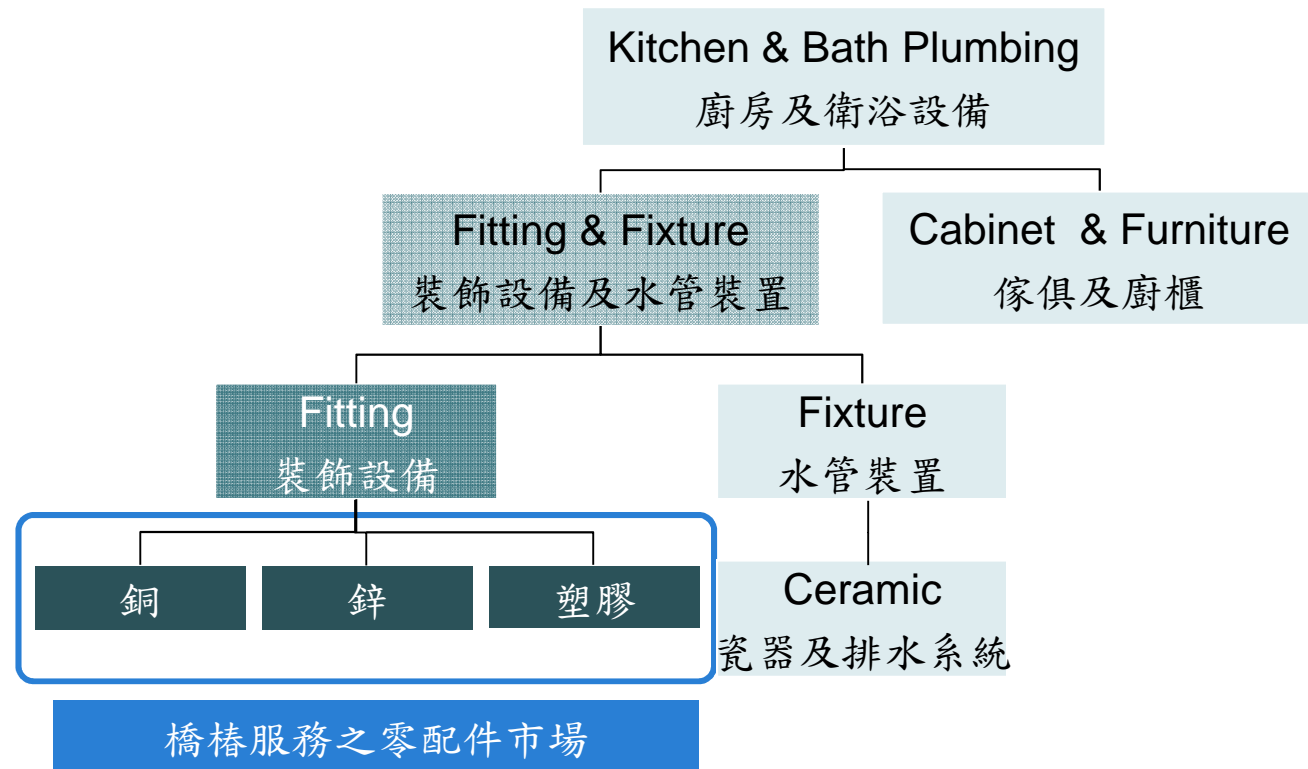 Kitchen & Bath Plumbing
廚房及衛浴設備
Fitting & Fixture
裝飾設備及水管裝置
Cabinet & Furniture
傢俱及廚櫃
Fitting
裝飾設備
Fixture
水管裝置
銅
鋅
塑膠
Ceramic
瓷器及排水系統
橋椿服務之零配件市場